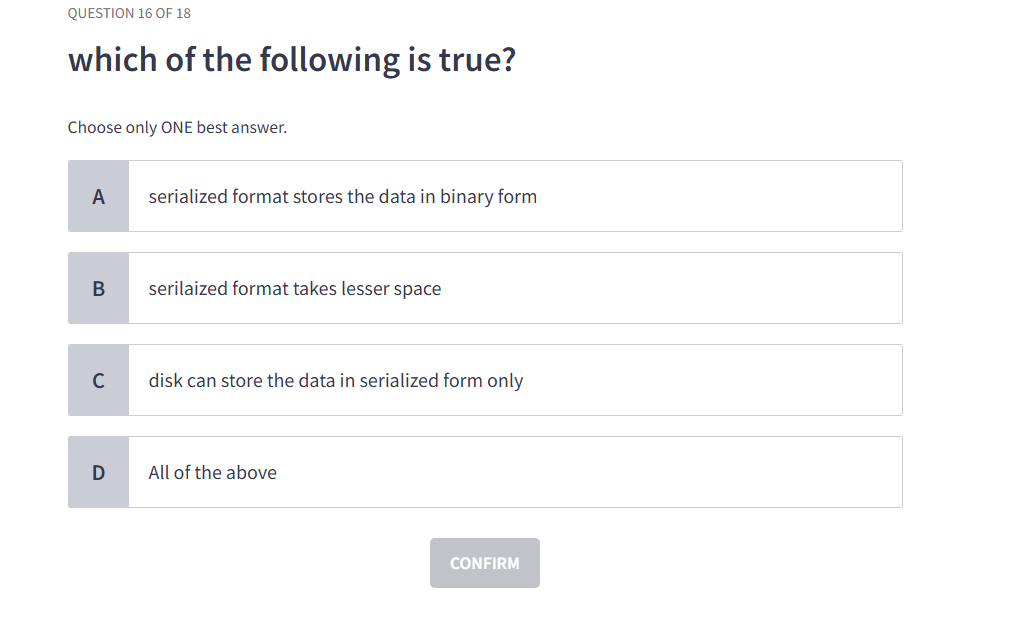 QUESTION 16 OF 18
which of the following is true?
Choose only ONE best answer.
A serialized format stores the data in binary form
B serilaized format takes lesser space
C disk can store the data in serialized form only
D All of the above
CONFIRM